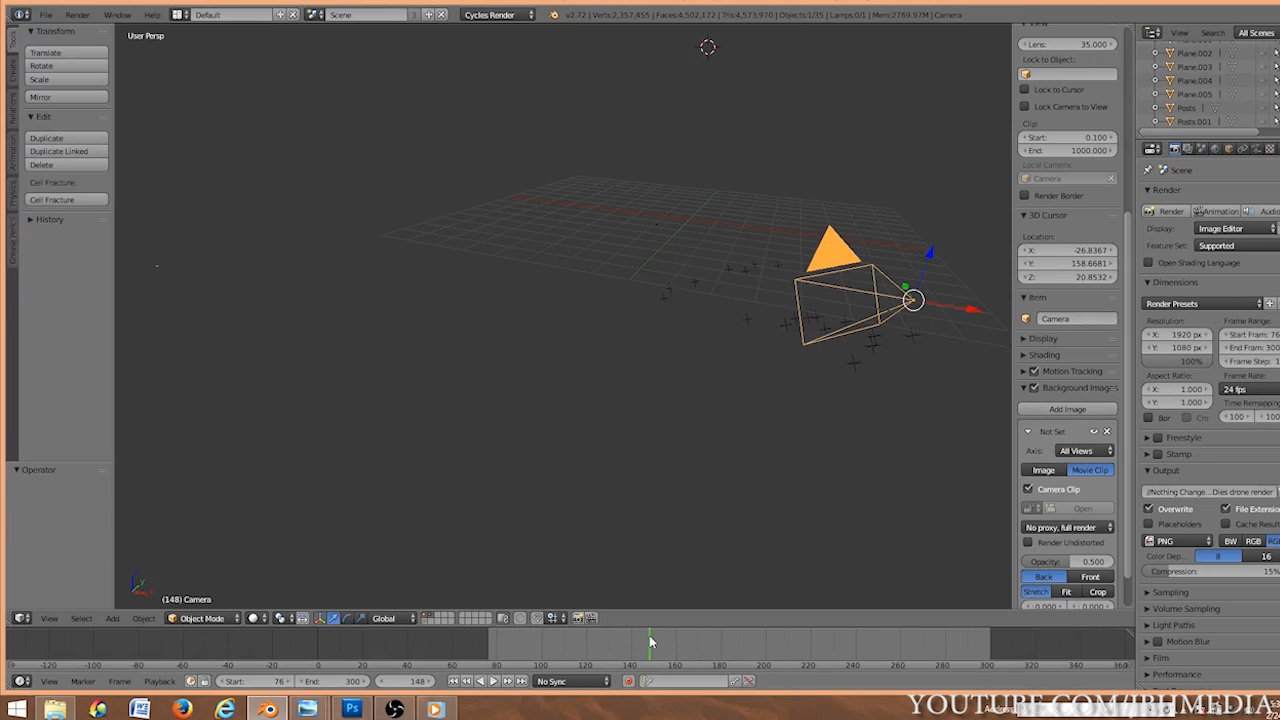 File Render Window Help Default Scene 3 Cycles Render v2.72 | Verts:2,357,455 | Faces:4,502,172 | Tris:4,573,970 | Objects:1/35 | Lamps:0/1 | Mem:2769.97M | Camera View Search All Scenes
Tools
Create
Relations
Animation
Physics
Grease Pencil
Transform
Translate
Rotate
Scale
Mirror
Edit
Duplicate
Duplicate Linked
Delete
Cell Fracture:
Cell Fracture
History
Operator
User Persp
(148) Camera
View
Lens: 35.000
Lock to Object:
Lock to Cursor
Lock Camera to View
Clip:
Start: 0.100
End: 1000.000
Local Camera:
Camera
Render Border
3D Cursor
Location:
X: -26.8367
Y: 158.6681
Z: 20.8532
Item
Camera
Display
Shading
Motion Tracking
Background Images
Add Image
Not Set
Axis: All Views
Image Movie Clip
Camera Clip
Open
No proxy, full render
Render Undistorted
Opacity: 0.500
Back Front
Stretch Fit Crop
Plane.002
Plane.003
Plane.004
Plane.005
Posts
Posts.001
Scene
Render
Render Animation Audio
Display: Image Editor
Feature Set: Supported
Open Shading Language
Dimensions
Render Presets
Resolution: Frame Range:
X: 1920 px Start Fram: 76
Y: 1080 px End Fram: 300
100% Frame Step: 1
Aspect Ratio: Frame Rate:
X: 1.000 24 fps
Y: 1.000 Time Remapping
Bor Cro 100 100
Freestyle
Stamp
Output
//Nothing Change...Dies drone render
Overwrite File Extension
Placeholders Cache Result
PNG BW RGB RGB
Color Dep... 8 16
Compression: 15%
Sampling
Volume Sampling
Light Paths
Motion Blur
Film
Performance
View Select Add Object Object Mode Global
-120 -100 -80 -60 -40 -20 0 20 40 60 80 100 120 140 160 180 200 220 240 260 280 300 320 340 360
View Marker Frame Playback Start: 76 End: 300 148 No Sync